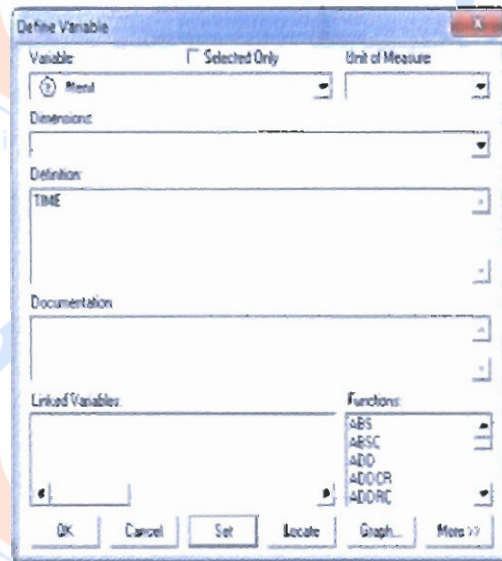 Define Variable
Variable Selected Only Unit of Measure
Dimensions:
Definition:
TIME
Documentation
Linked Variables: Functions:
ABS
ABSC
ADD
ADDCR
ADDRC
OK Cancel Set Locate Graph... More >>